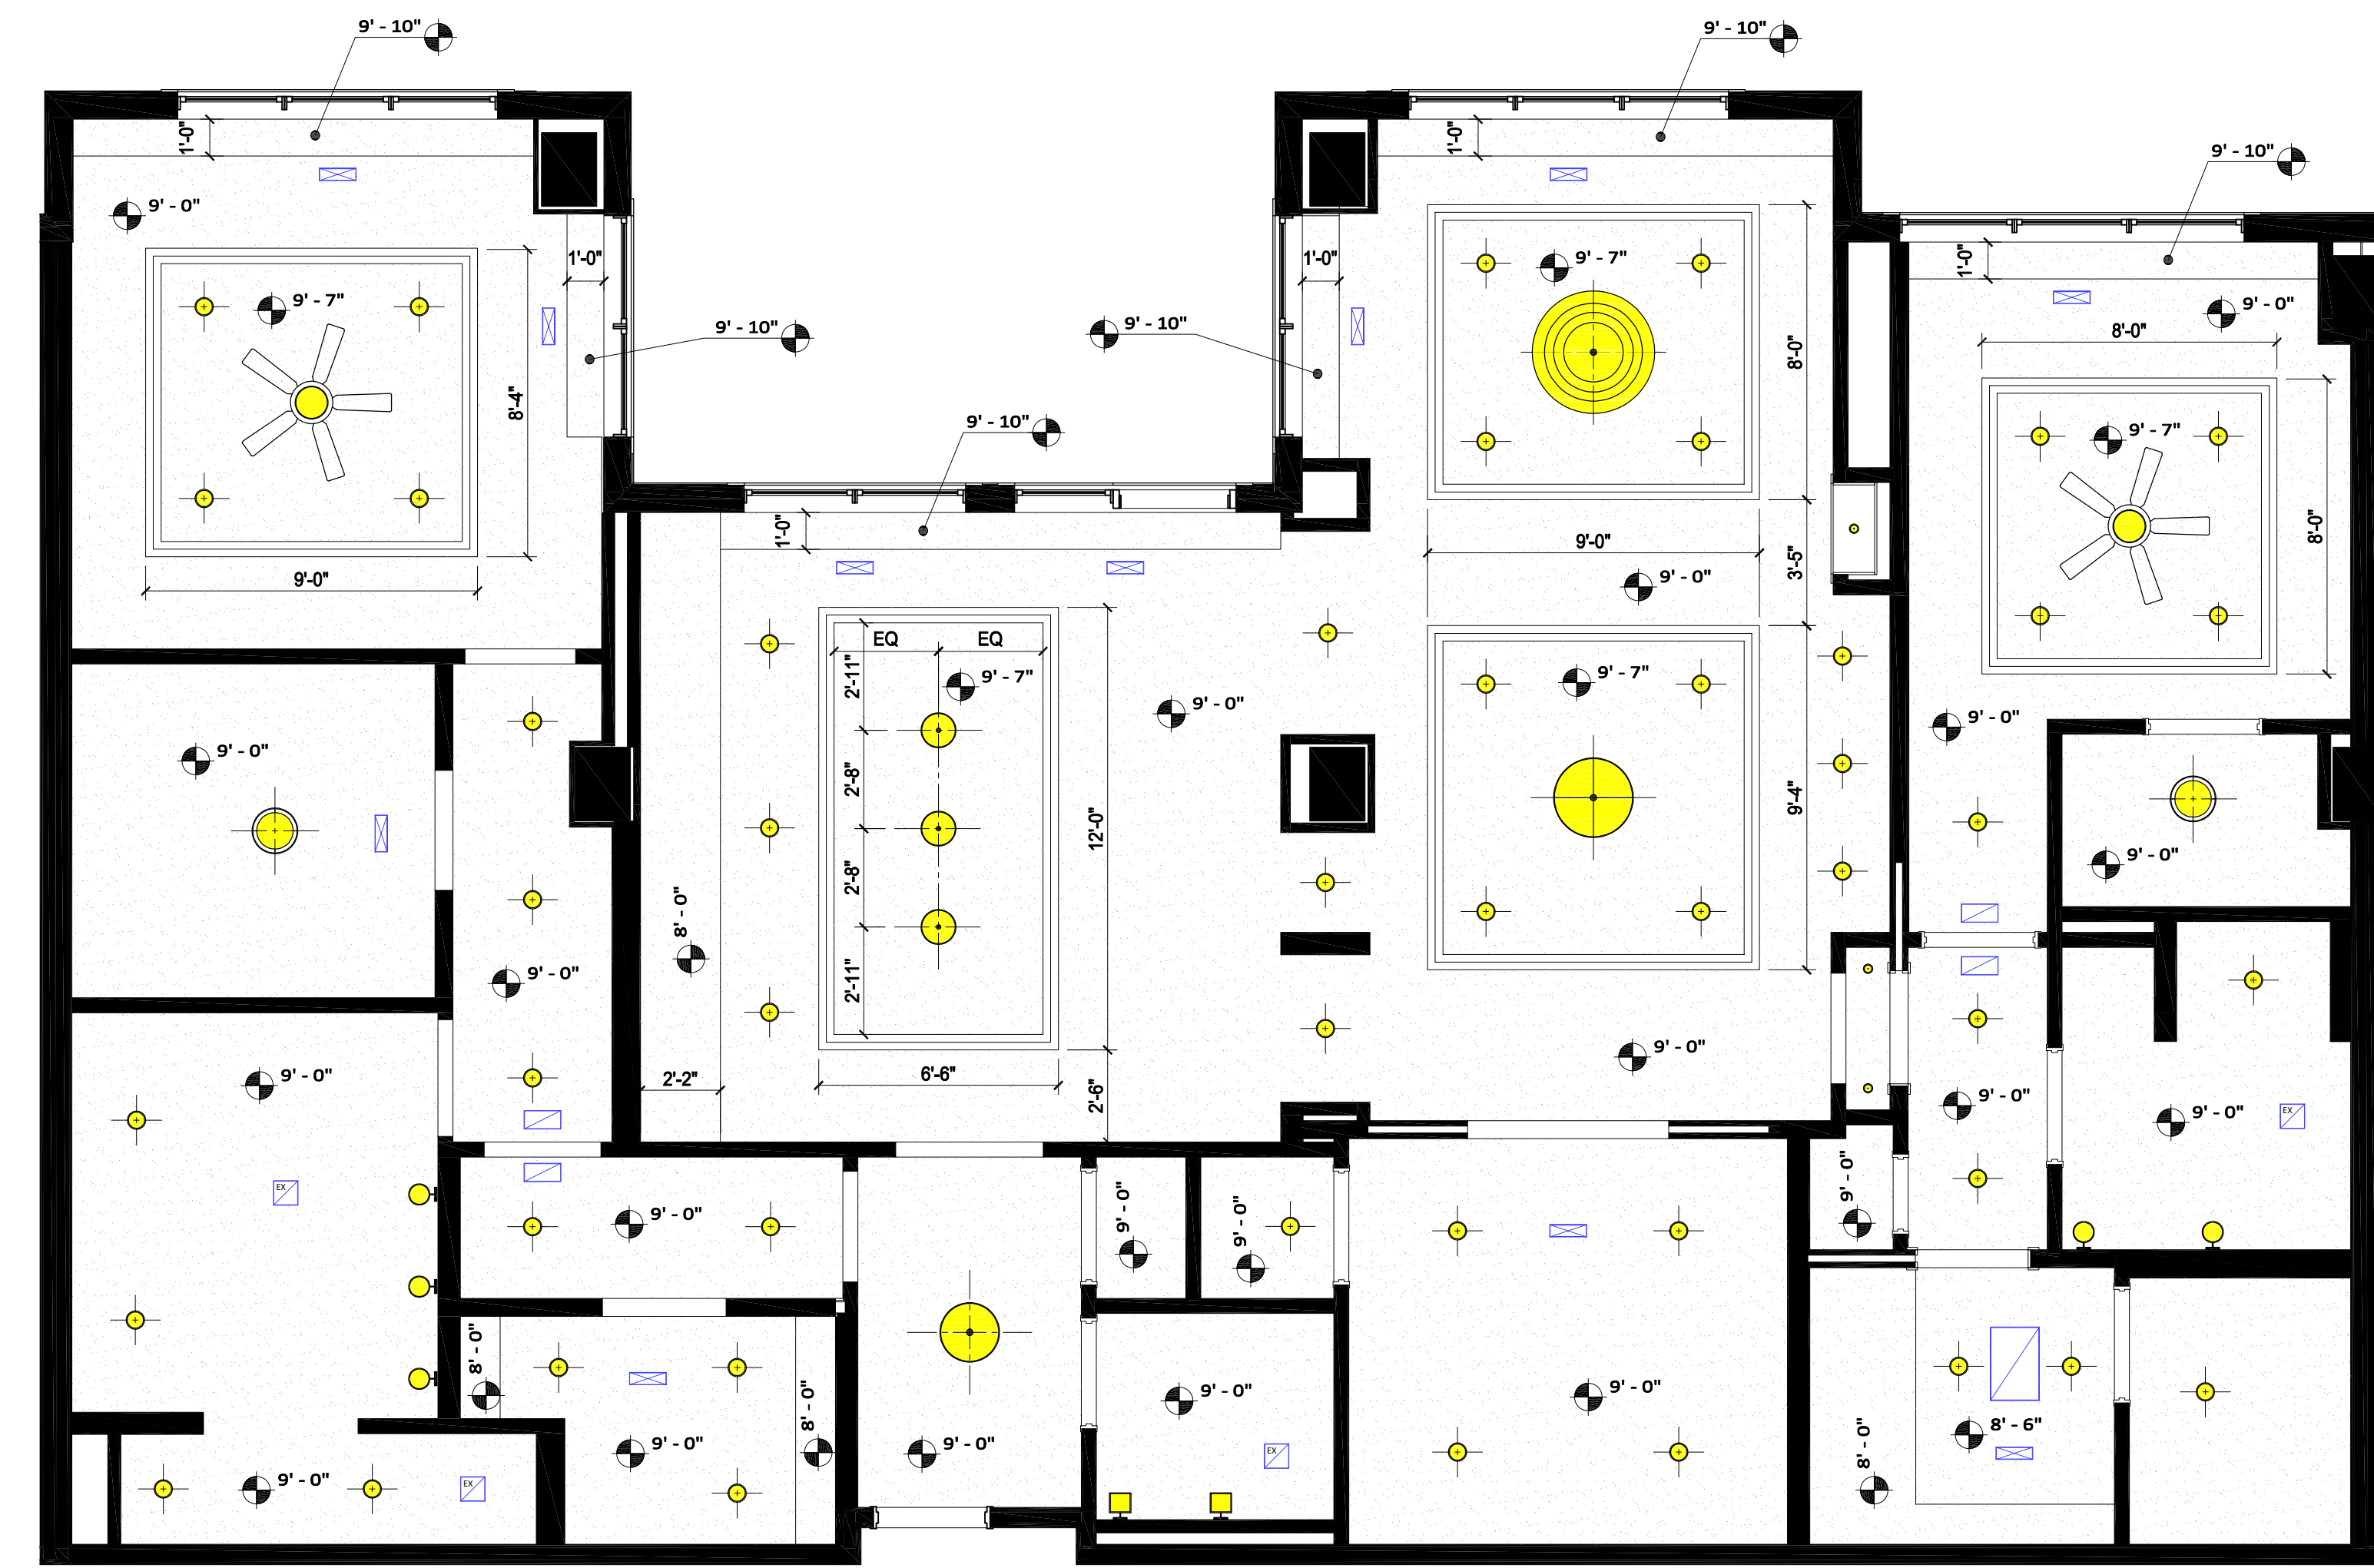 9' - 10"
9' - 10"
9' - 10"
1'-0"
1'-0"
9' - 0"
1'-0"
1'-0"
9' - 7"
1'-0"
9' - 7"
9' - 0"
9' - 10"
9' - 10"
8'-0"
8'-0"
8'-4"
9' - 10"
9' - 7"
1'-0"
9'-0"
8'-0"
3'-5"
9'-0"
9' - 0"
EQ
EQ
2'-11"
9' - 7"
9' - 7"
9' - 0"
9' - 0"
9' - 0"
2'-8"
12'-0"
9'-4"
9' - 0"
2'-8"
8' - 0"
9' - 0"
2'-11"
9' - 0"
9' - 0"
2'-2"
6'-6"
2'-6"
9' - 0"
9' - 0"
EX
EX
9' - 0"
9' - 0"
9' - 0"
9' - 0"
8' - 0"
8' - 0"
9' - 0"
9' - 0"
9' - 0"
9' - 0"
EX
8' - 0"
8' - 6"
9' - 0"
EX